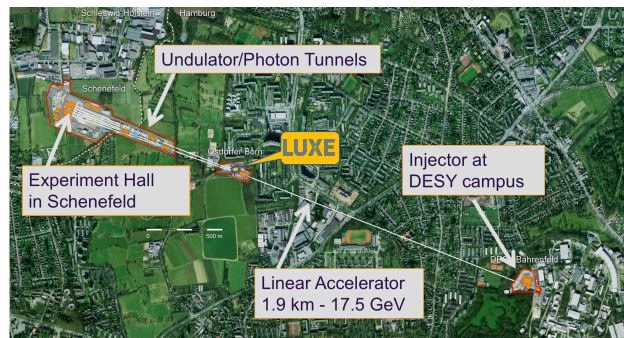 Schleswig-Holstein
Hamburg
Undulator/Photon Tunnels
Schenefeld
Osdorfer Born
LUXE
Injector at
DESY campus
Experiment Hall
in Schenefeld
0
500 m
DESY Bahrenfeld
Linear Accelerator
1.9 km - 17.5 GeV